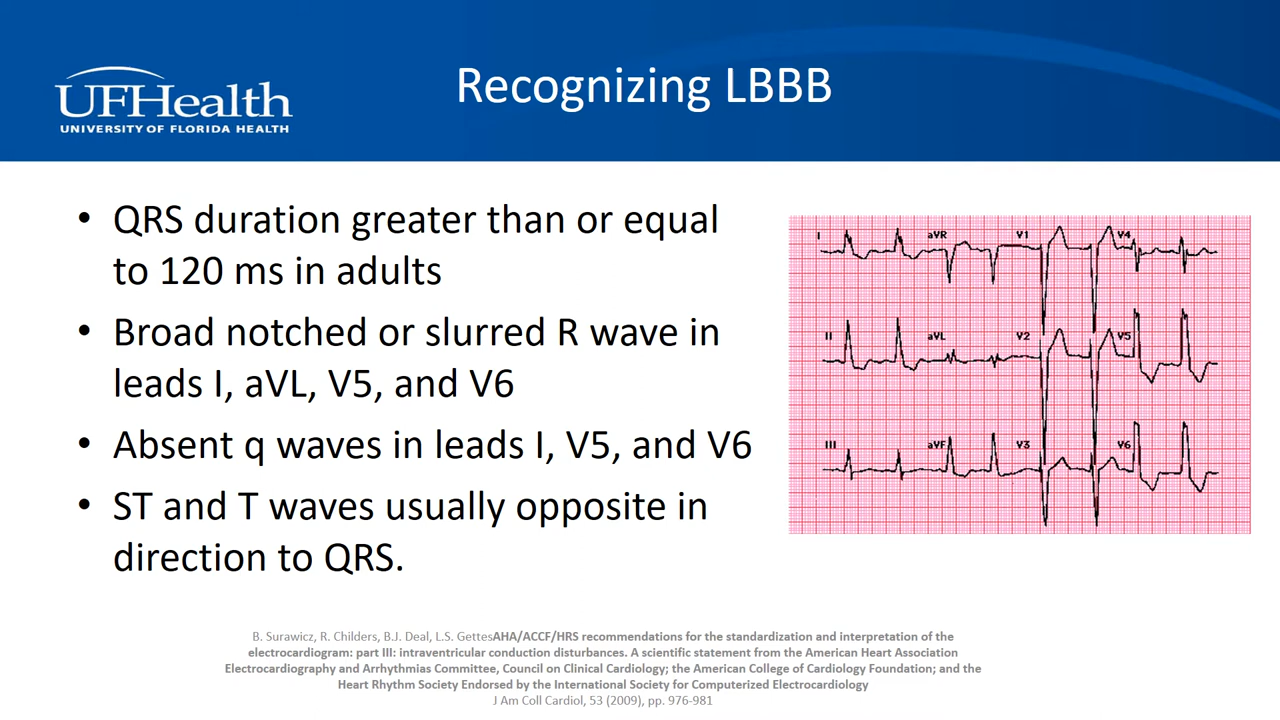 UFHealth
UNIVERSITY OF FLORIDA HEALTH
Recognizing LBBB
• QRS duration greater than or equal
to 120 ms in adults
• Broad notched or slurred R wave in
leads I, aVL, V5, and V6
• Absent q waves in leads I, V5, and V6
• ST and T waves usually opposite in
direction to QRS.
I aVR V1 V4
II aVL V2 V5
III aVF V3 V6
B. Surawicz, R. Childers, B.J. Deal, L.S. GettesAHA/ACCF/HRS recommendations for the standardization and interpretation of the
electrocardiogram: part III: intraventricular conduction disturbances. A scientific statement from the American Heart Association
Electrocardiography and Arrhythmias Committee, Council on Clinical Cardiology; the American College of Cardiology Foundation; and the
Heart Rhythm Society Endorsed by the International Society for Computerized Electrocardiology
J Am Coll Cardiol, 53 (2009), pp. 976-981